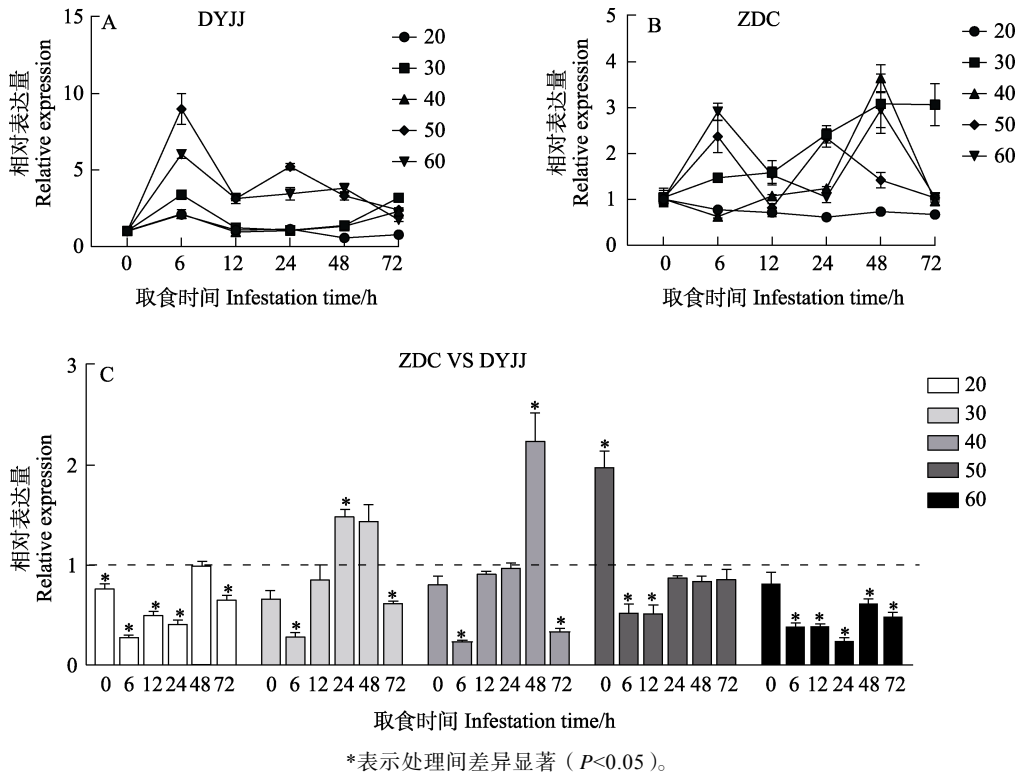 A
DYJJ
15
10
5
0
相对表达量
Relative expression
20
30
40
50
60
0 6 12 24 48 72
取食时间 Infestation time/h
B
ZDC
5
4
3
2
1
0
相对表达量
Relative expression
20
30
40
50
60
0 6 12 24 48 72
取食时间 Infestation time/h
C
ZDC VS DYJJ
3
2
1
0
相对表达量
Relative expression
* * * * * * * * * * * * * * * * * * *
20
30
40
50
60
0 6 12 24 48 72 0 6 12 24 48 72 0 6 12 24 48 72 0 6 12 24 48 72 0 6 12 24 48 72
取食时间 Infestation time/h
*表示处理间差异显著（P<0.05）。